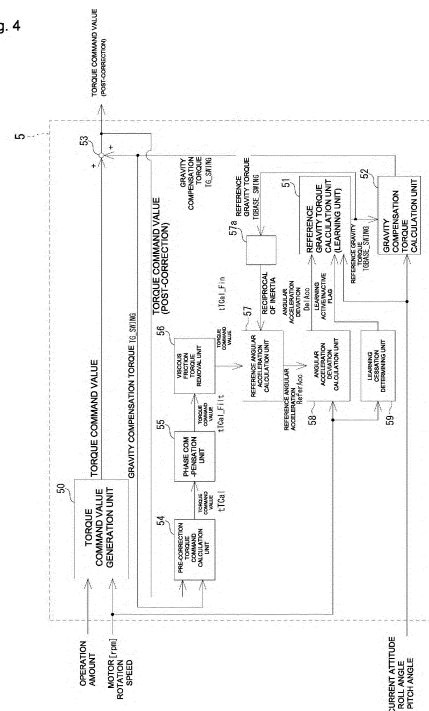 g. 4
TORQUE COMMAND VALUE
(POST-CORRECTION)
5
53
+
+
TORQUE COMMAND VALUE
GRAVITY COMPENSATION TORQUE TG_SWING
50
TORQUE
COMMAND VALUE
GENERATION UNIT
OPERATION
AMOUNT
MOTOR[rpm]
ROTATION
SPEED
TORQUE COMMAND VALUE
(POST-CORRECTION)
GRAVITY
COMPENSATION
TORQUE
TG_SWING
54
PRE-CORRECTION
TORQUE
COMMAND
CALCULATION
UNIT
TORQUE
COMMAND
VALUE
tTCal
55
PHASE COM
-PENSATION
UNIT
TORQUE
COMMAND
VALUE
tTCal_Filt
56
VISCOUS
FRICTION
TORQUE
REMOVAL UNIT
TORQUE
COMMAND
VALUE
tTCal_Fin
REFERENCE
GRAVITY TORQUE
TGBASE_SWING
57a
RECIPROCAL
OF INERTIA
57
REFERENCE ANGULAR
ACCELERATION
CALCULATION UNIT
REFERENCE ANGULAR
ACCELERATION
ReferAcc
58
ANGULAR
ACCELERATION
DEVIATION
CALCULATION UNIT
ANGULAR
ACCELERATION
DEVIATION
DelAcc
LEARNING
ACTIVE/INACTIVE
FLAG
59
LEARNING
CESSATION
DETERMINING UNIT
51
REFERENCE
GRAVITY TORQUE
CALCULATION UNIT
(LEARNING UNIT)
REFERENCE GRAVITY
TORQUE
TGBASE_SWING
52
GRAVITY
COMPENSATION
TORQUE
CALCULATION UNIT
CURRENT ATTITUDE
ROLL ANGLE
PITCH ANGLE